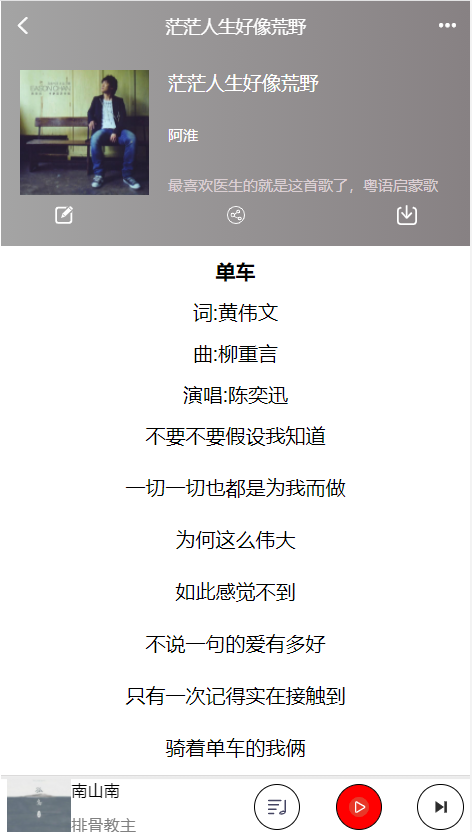 茫茫人生好像荒野
茫茫人生好像荒野
阿淮
最喜欢医生的就是这首歌了，粤语启蒙歌
EASON CHAN
单车
词:黄伟文
曲:柳重言
演唱:陈奕迅
不要不要假设我知道
一切一切也都是为我而做
为何这么伟大
如此感觉不到
不说一句的爱有多好
只有一次记得实在接触到
骑着单车的我俩
南山南
排骨教主